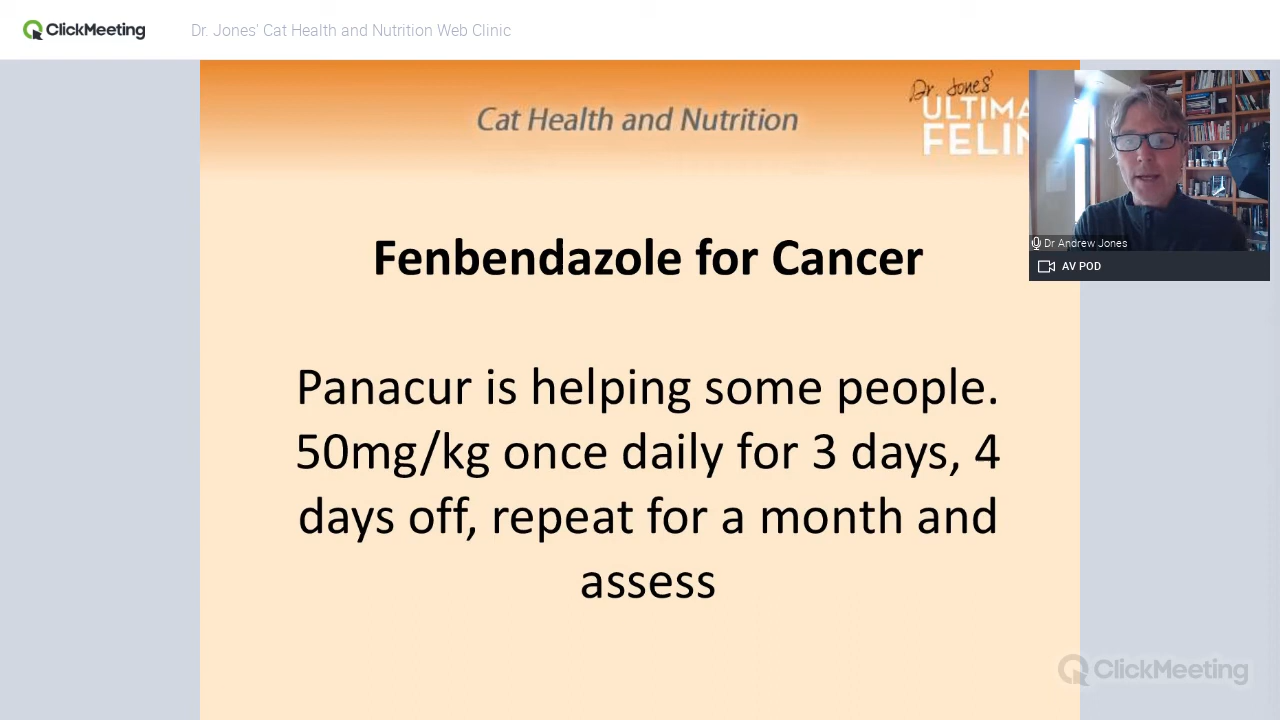 ClickMeeting
Dr. Jones' Cat Health and Nutrition Web Clinic
Cat Health and Nutrition
Dr. Jones'
ULTIMA
FELIN
Dr Andrew Jones
AV POD
Fenbendazole for Cancer
Panacur is helping some people.
50mg/kg once daily for 3 days, 4
days off, repeat for a month and
assess
ClickMeeting